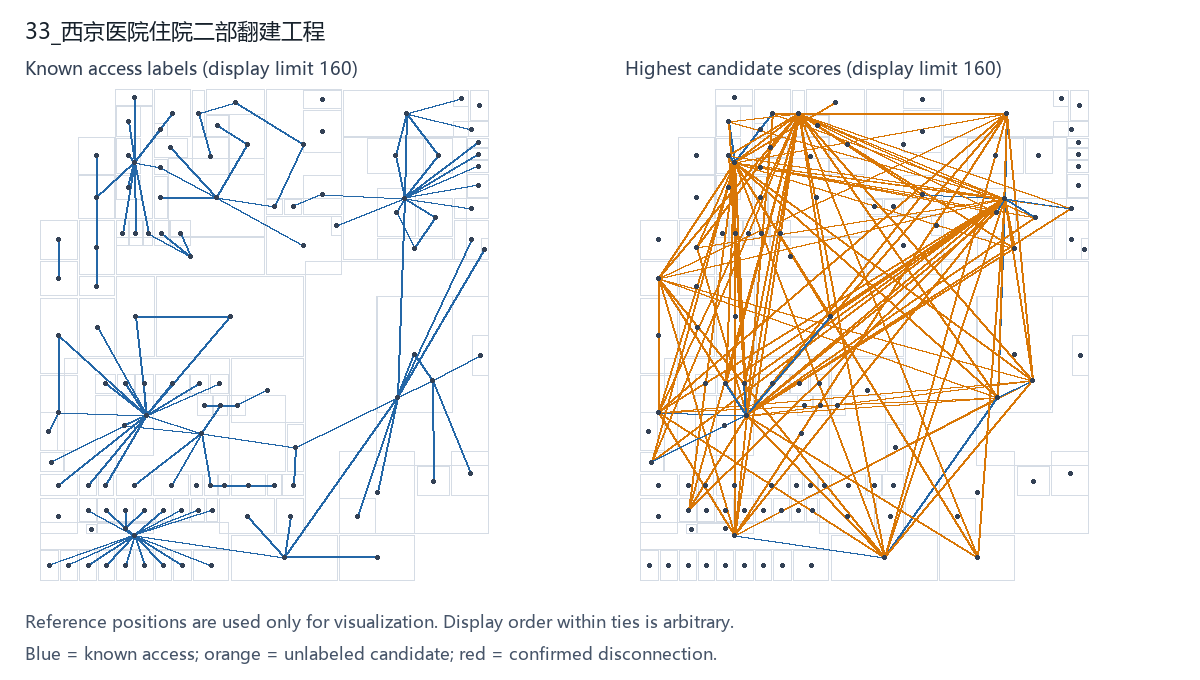 33_西京医院住院二部翻建工程
Known access labels (display limit 160)
Highest candidate scores (display limit 160)
Reference positions are used only for visualization. Display order within ties is arbitrary.
Blue = known access; orange = unlabeled candidate; red = confirmed disconnection.